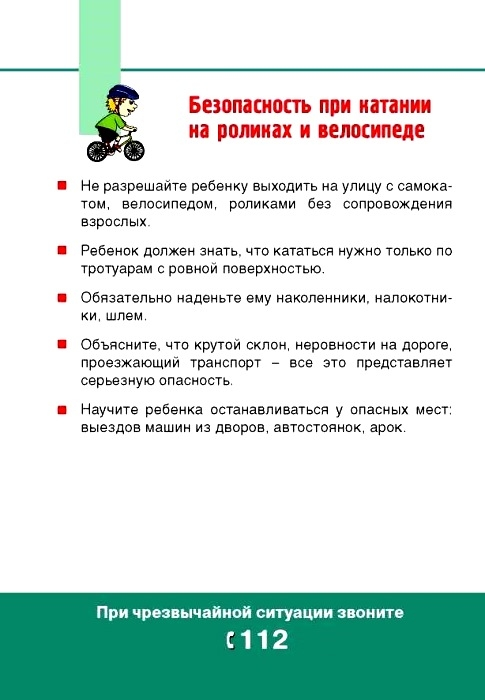 Безопасность при катании
на роликах и велосипеде
Не разрешайте ребенку выходить на улицу с самока-
том, велосипедом, роликами без сопровождения
взрослых.
Ребенок должен знать, что кататься нужно только по
тротуарам с ровной поверхностью.
Обязательно наденьте ему наколенники, налокотни-
ки, шлем.
Объясните, что крутой склон, неровности на дороге,
проезжающий транспорт – все это представляет
серьезную опасность.
Научите ребенка останавливаться у опасных мест:
выездов машин из дворов, автостоянок, арок.
При чрезвычайной ситуации звоните
112